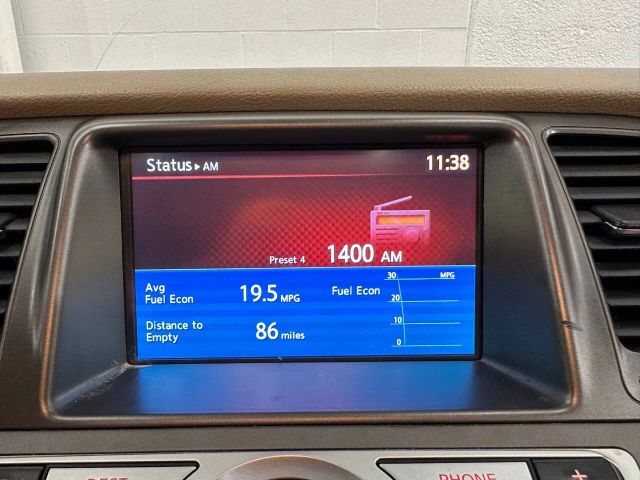 Status▸AM 11:38
Preset 4 1400 AM
Avg
Fuel Econ 19.5 MPG
Distance to
Empty 86 miles
Fuel Econ
30 MPG
20
10
0
PHONE
+